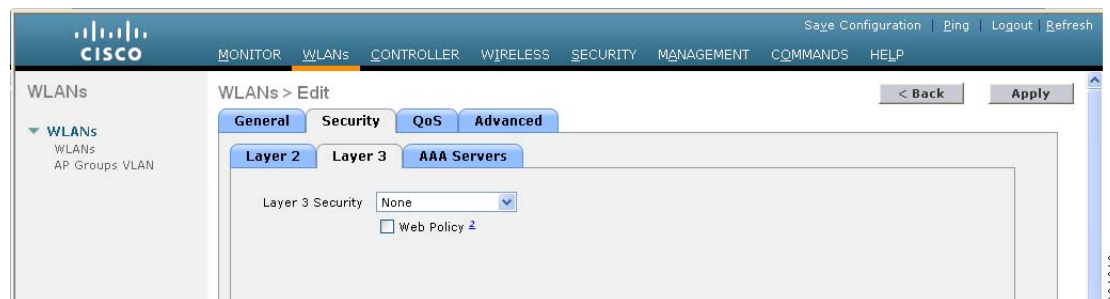 Save Configuration | Ping | Logout | Refresh
CISCO
MONITOR WLANs CONTROLLER WIRELESS SECURITY MANAGEMENT COMMANDS HELP
WLANs
WLANs
WLANs
AP Groups VLAN
WLANs > Edit
< Back Apply
General Security QoS Advanced
Layer 2 Layer 3 AAA Servers
Layer 3 Security None
Web Policy 2